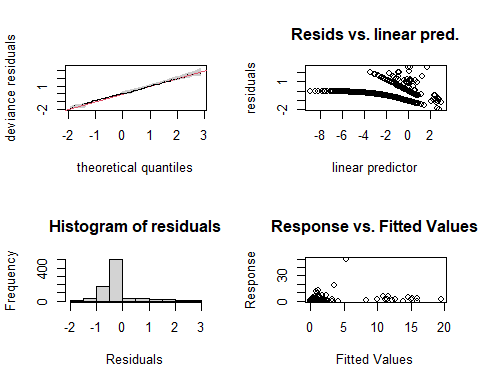 deviance residuals
-2 1
-2 -1 0 1 2 3
theoretical quantiles
Resids vs. linear pred.
residuals
-2 1
-8 -6 -4 -2 0 2
linear predictor
Histogram of residuals
Frequency
0 400
-2 -1 0 1 2 3
Residuals
Response vs. Fitted Values
Response
0 30
0 5 10 15 20
Fitted Values